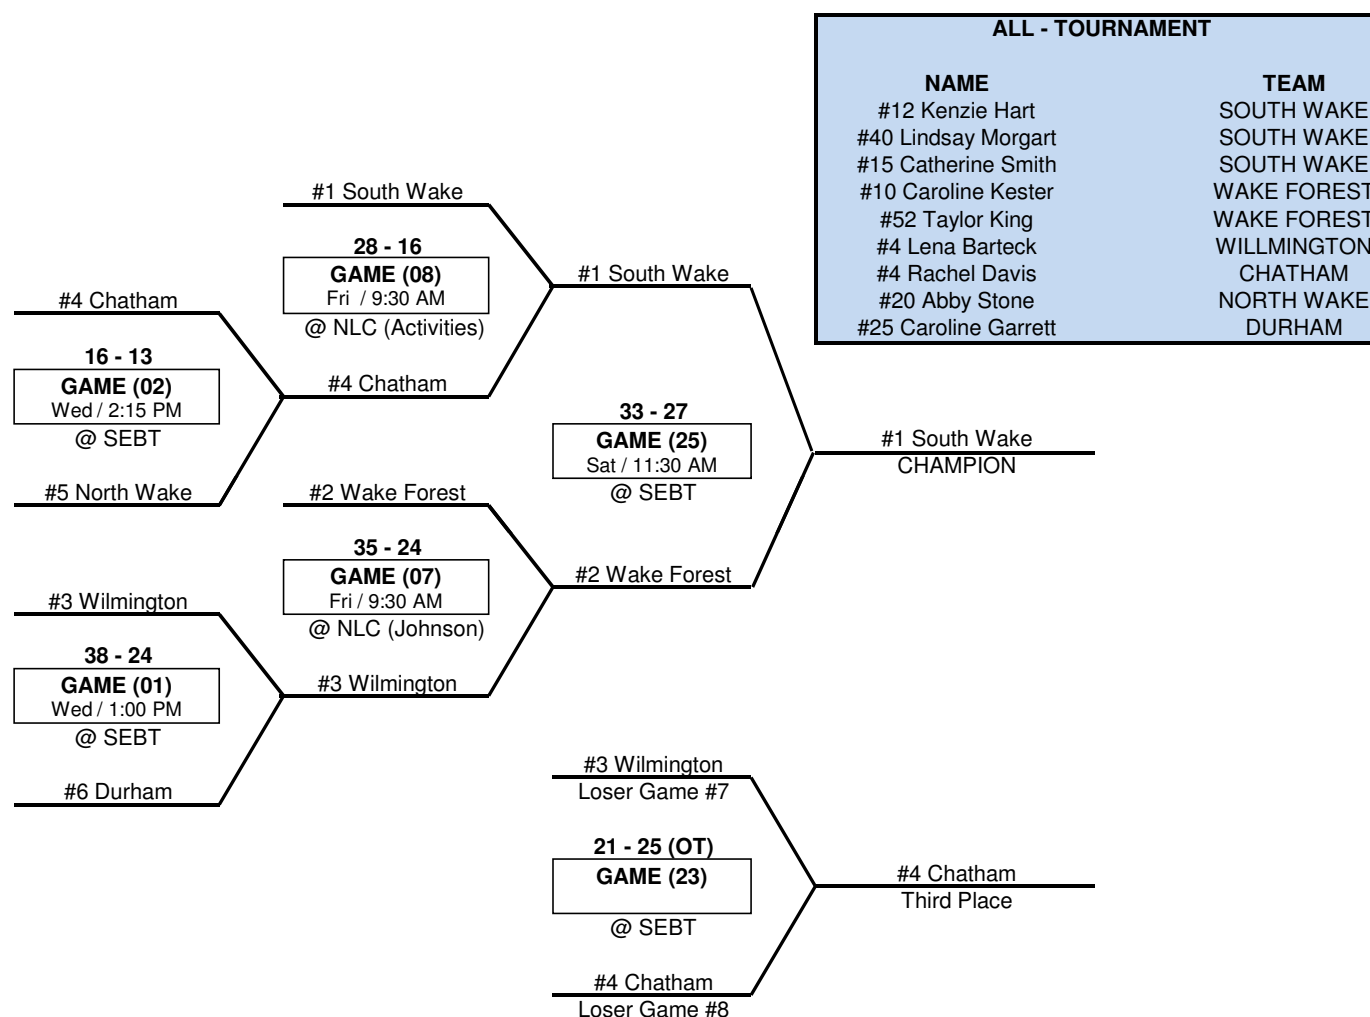 ALL - TOURNAMENT
NAME TEAM
#12 Kenzie Hart SOUTH WAKE
#40 Lindsay Morgart SOUTH WAKE
#15 Catherine Smith SOUTH WAKE
#10 Caroline Kester WAKE FOREST
#52 Taylor King WAKE FOREST
#4 Lena Barteck WILLMINGTON
#4 Rachel Davis CHATHAM
#20 Abby Stone NORTH WAKE
#25 Caroline Garrett DURHAM
#1 South Wake
28 - 16
GAME (08)
Fri / 9:30 AM
@ NLC (Activities)
#4 Chatham
#4 Chatham
16 - 13
GAME (02)
Wed / 2:15 PM
@ SEBT
#5 North Wake
#1 South Wake
33 - 27
GAME (25)
Sat / 11:30 AM
@ SEBT
#1 South Wake
CHAMPION
#2 Wake Forest
35 - 24
GAME (07)
Fri / 9:30 AM
@ NLC (Johnson)
#3 Wilmington
#2 Wake Forest
#3 Wilmington
38 - 24
GAME (01)
Wed / 1:00 PM
@ SEBT
#6 Durham
#3 Wilmington
Loser Game #7
21 - 25 (OT)
GAME (23)
@ SEBT
#4 Chatham
Loser Game #8
#4 Chatham
Third Place